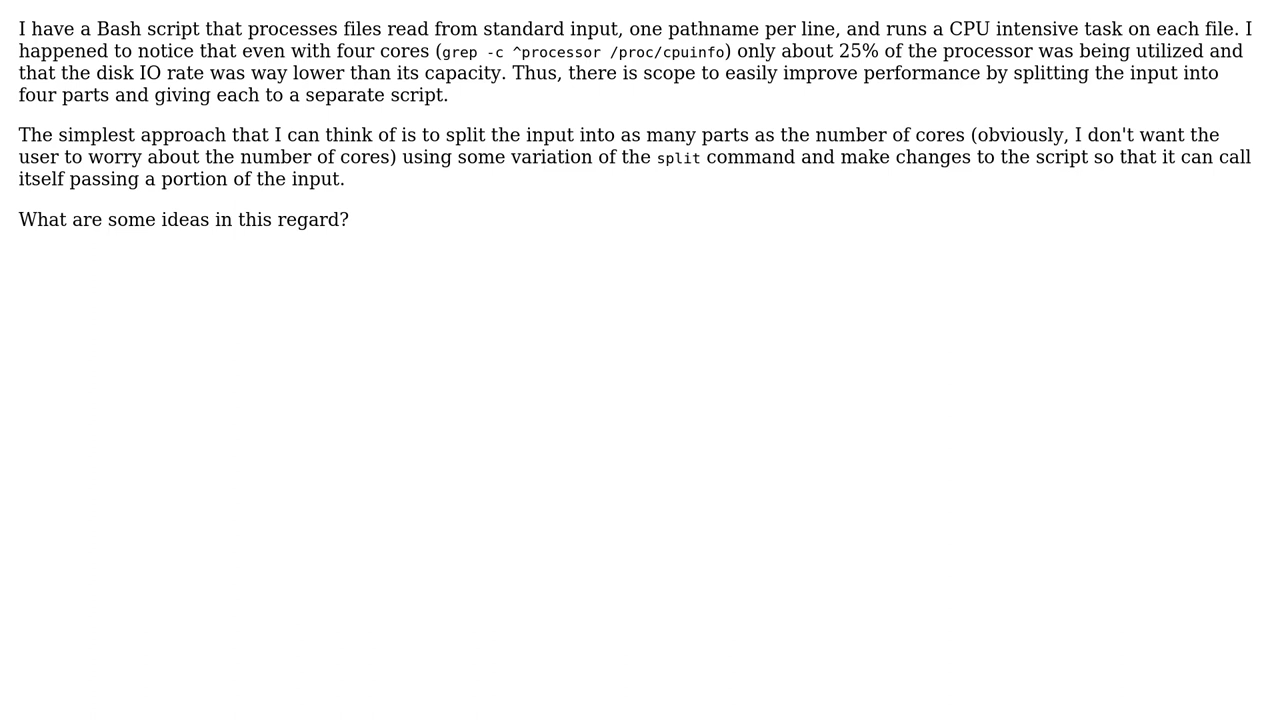 I have a Bash script that processes files read from standard input, one pathname per line, and runs a CPU intensive task on each file. I
happened to notice that even with four cores (grep -c ^processor /proc/cpuinfo) only about 25% of the processor was being utilized and
that the disk IO rate was way lower than its capacity. Thus, there is scope to easily improve performance by splitting the input into
four parts and giving each to a separate script.
The simplest approach that I can think of is to split the input into as many parts as the number of cores (obviously, I don't want the
user to worry about the number of cores) using some variation of the split command and make changes to the script so that it can call
itself passing a portion of the input.
What are some ideas in this regard?